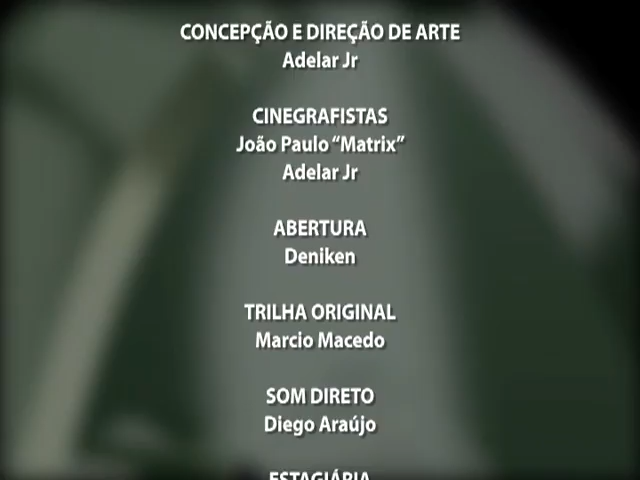 CONCEPÇÃO E DIREÇÃO DE ARTE
Adelar Jr
CINEGRAFISTAS
João Paulo “Matrix”
Adelar Jr
ABERTURA
Deniken
TRILHA ORIGINAL
Marcio Macedo
SOM DIRETO
Diego Araújo
ESTAGIÁRIA